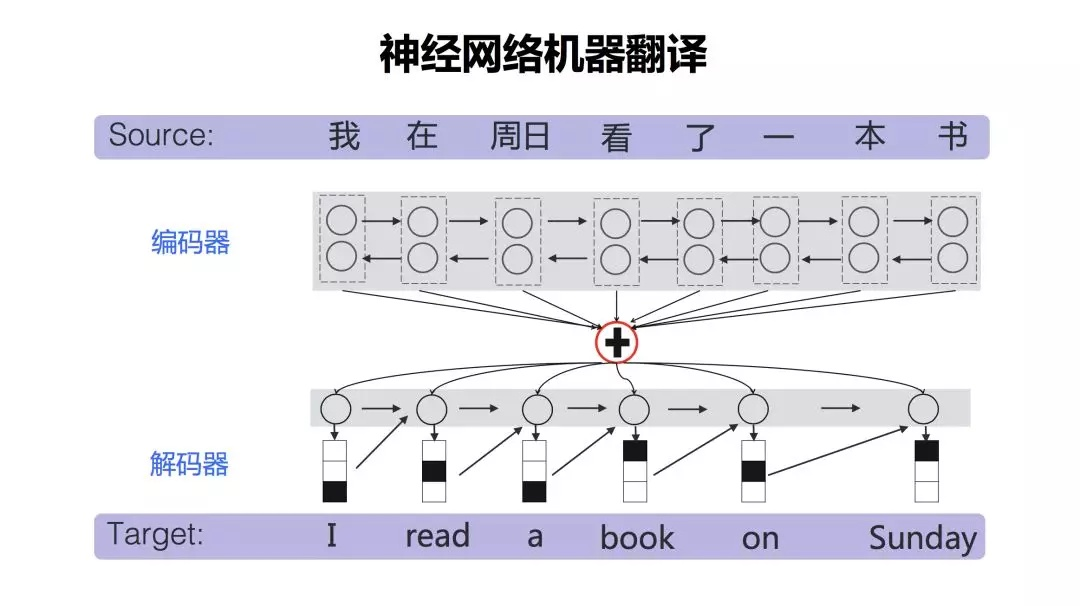 神经网络机器翻译
Source: 我 在 周日 看 了 一 本 书
编码器
解码器
Target: I read a book on Sunday